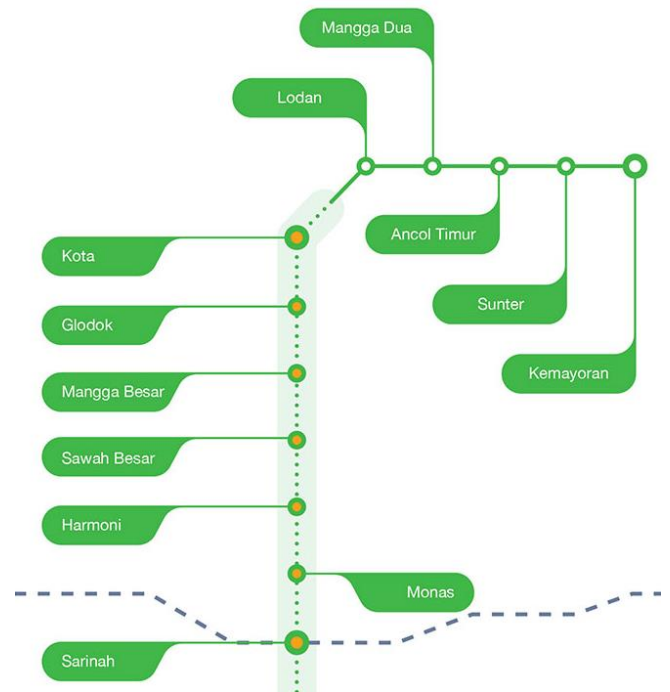 Mangga Dua
Lodan
Ancol Timur
Kota
Sunter
Glodok
Kemayoran
Mangga Besar
Sawah Besar
Harmoni
Monas
Sarinah